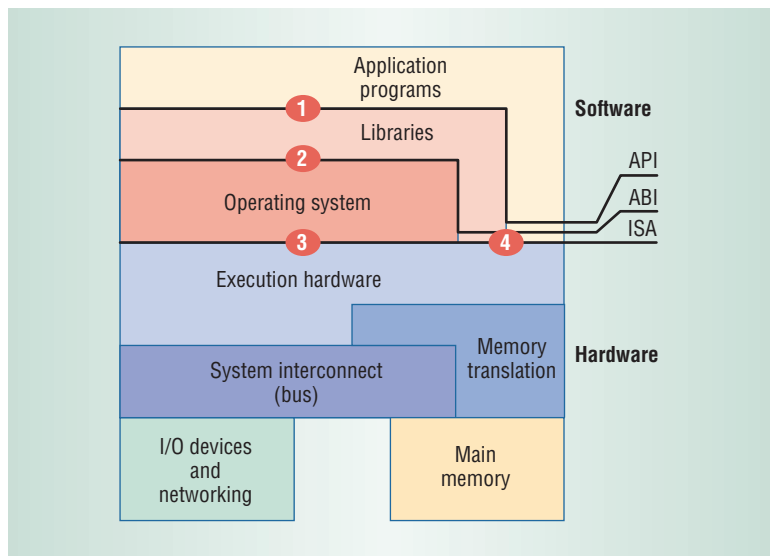 Application
programs
1
Software
Libraries
2
API
Operating system
ABI
ISA
3
4
Execution hardware
Memory
translation
Hardware
System interconnect
(bus)
I/O devices
and
networking
Main
memory